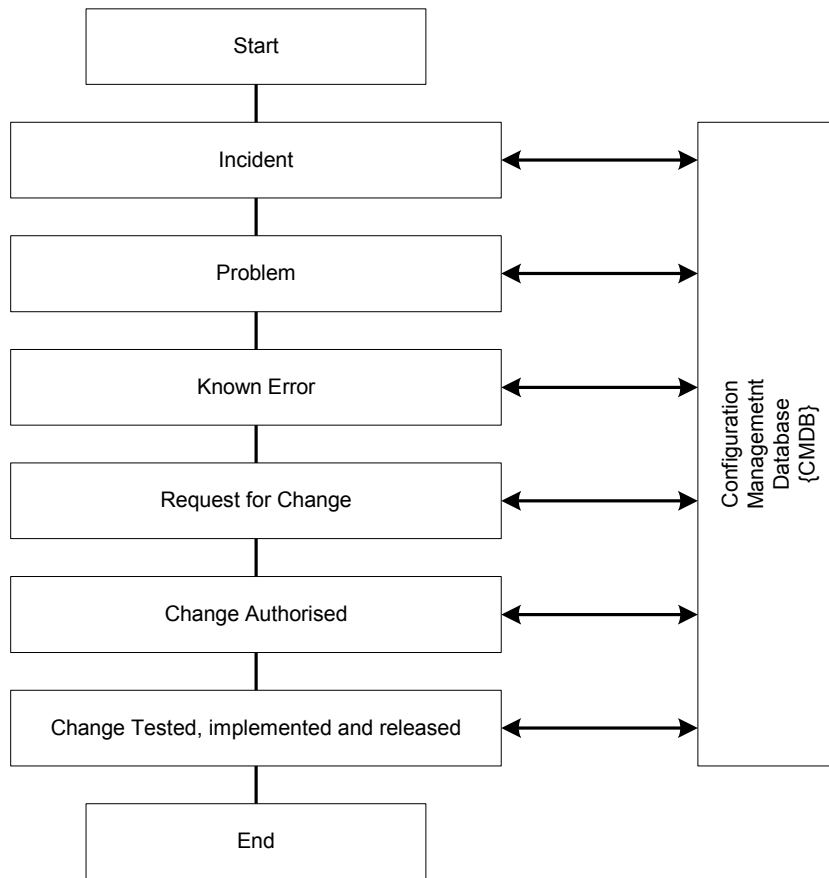 Start
Incident
Problem
Known Error
Request for Change
Change Authorised
Change Tested, implemented and released
End
Configuration
Managemetnt
Database
{CMDB}